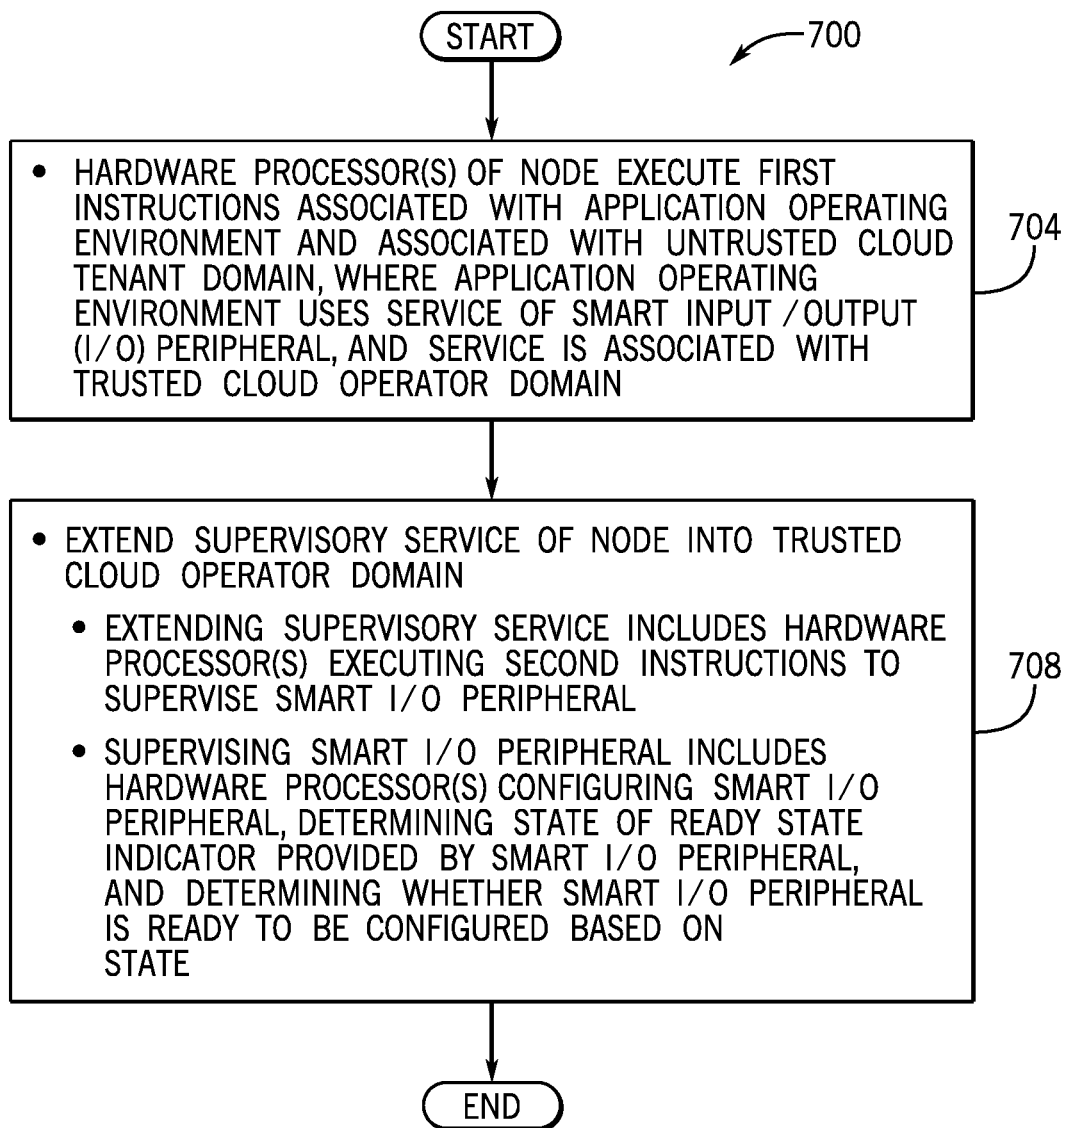 START
700
• HARDWARE PROCESSOR(S) OF NODE EXECUTE FIRST
INSTRUCTIONS ASSOCIATED WITH APPLICATION OPERATING
ENVIRONMENT AND ASSOCIATED WITH UNTRUSTED CLOUD
TENANT DOMAIN, WHERE APPLICATION OPERATING
ENVIRONMENT USES SERVICE OF SMART INPUT /OUTPUT
(I/O) PERIPHERAL, AND SERVICE IS ASSOCIATED WITH
TRUSTED CLOUD OPERATOR DOMAIN
704
• EXTEND SUPERVISORY SERVICE OF NODE INTO TRUSTED
CLOUD OPERATOR DOMAIN
• EXTENDING SUPERVISORY SERVICE INCLUDES HARDWARE
PROCESSOR(S) EXECUTING SECOND INSTRUCTIONS TO
SUPERVISE SMART I/O PERIPHERAL
• SUPERVISING SMART I/O PERIPHERAL INCLUDES
HARDWARE PROCESSOR(S) CONFIGURING SMART I/O
PERIPHERAL, DETERMINING STATE OF READY STATE
INDICATOR PROVIDED BY SMART I/O PERIPHERAL,
AND DETERMINING WHETHER SMART I/O PERIPHERAL
IS READY TO BE CONFIGURED BASED ON
STATE
708
END